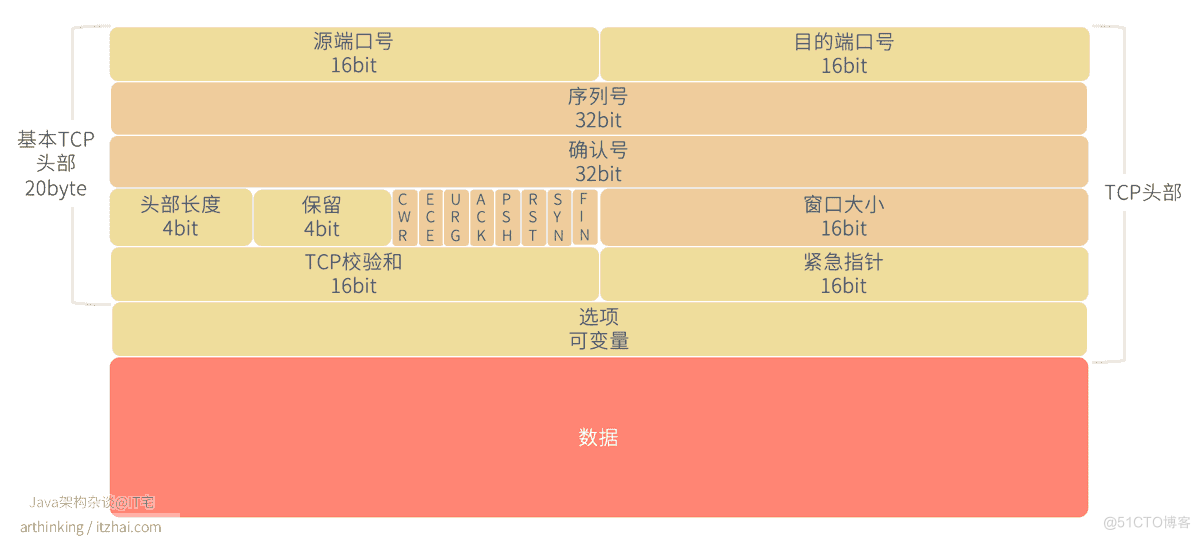 源端口号
16bit
目的端口号
16bit
序列号
32bit
基本TCP
头部
20byte
确认号
32bit
TCP头部
头部长度
4bit
保留
4bit
CWR
ECE
URG
ACK
PSH
RST
SYN
FIN
窗口大小
16bit
TCP校验和
16bit
紧急指针
16bit
选项
可变量
数据
Java架构杂谈@IT宅
arthinking / itzhai.com
@51CTO博客